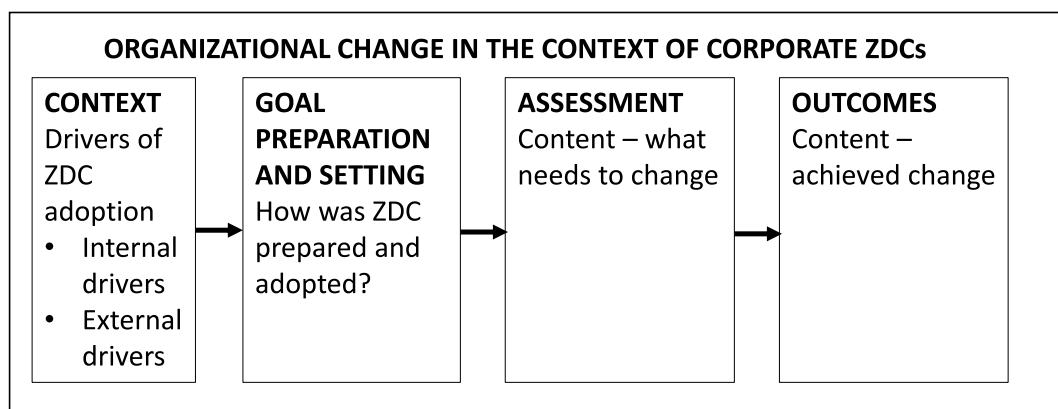 ORGANIZATIONAL CHANGE IN THE CONTEXT OF CORPORATE ZDCs
CONTEXT
Drivers of
ZDC
adoption
• Internal
drivers
• External
drivers
GOAL
PREPARATION
AND SETTING
How was ZDC
prepared and
adopted?
ASSESSMENT
Content – what
needs to change
OUTCOMES
Content –
achieved change